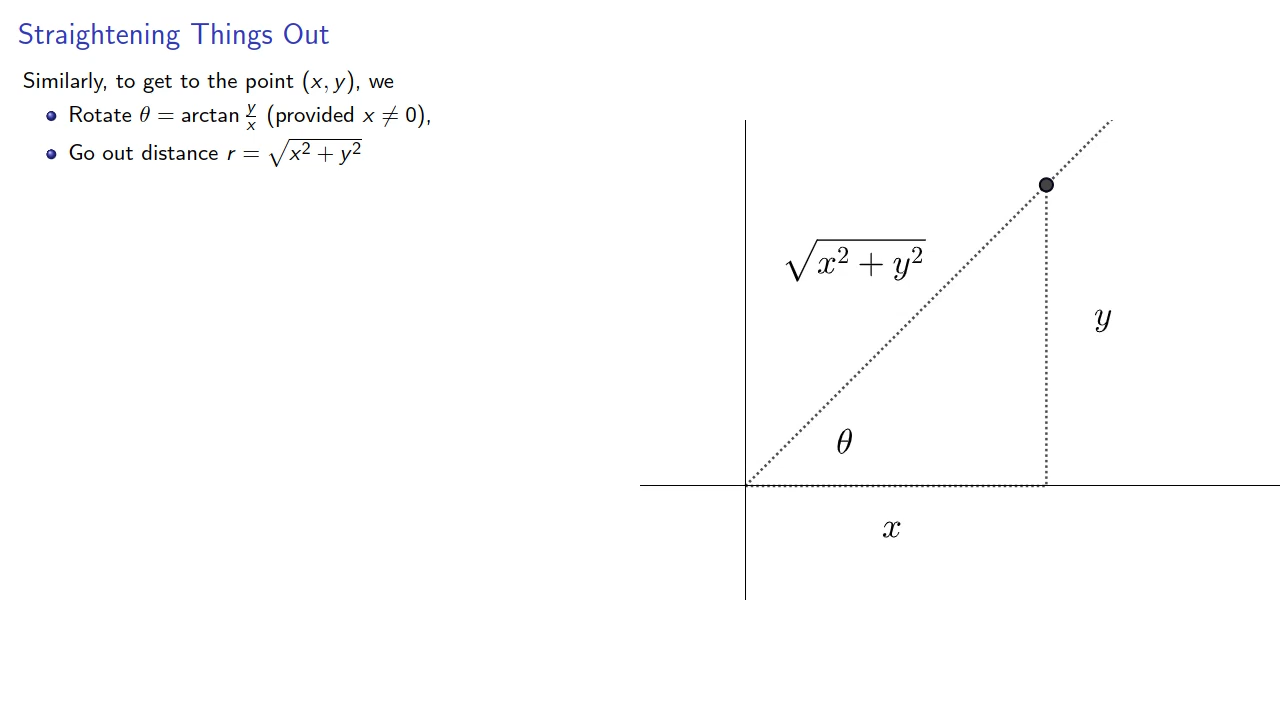 Straightening Things Out
Similarly, to get to the point (x, y), we
Rotate θ = arctan y/x (provided x ≠ 0),
Go out distance r = √(x² + y²)
√(x² + y²)
y
θ
x